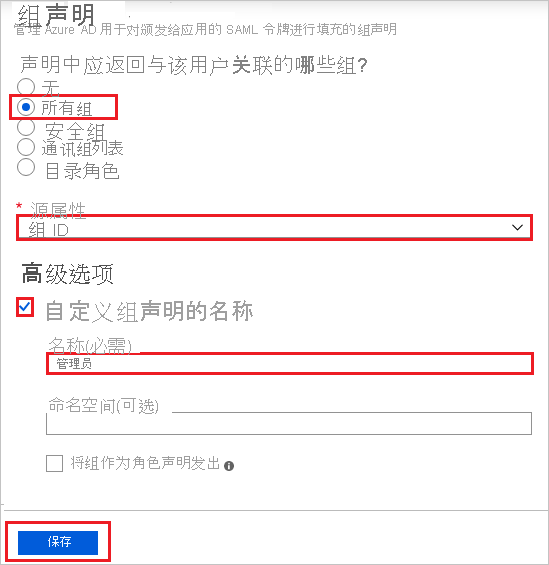 组声明
管理 Azure AD 用于对颁发给应用的 SAML 令牌进行填充的组声明
声明中应返回与该用户关联的哪些组?
无
所有组
安全组
通讯组列表
目录角色
* 源属性
组 ID
高级选项
自定义组声明的名称
名称(必需)
管理员
命名空间(可选)
将组作为角色声明发出
保存